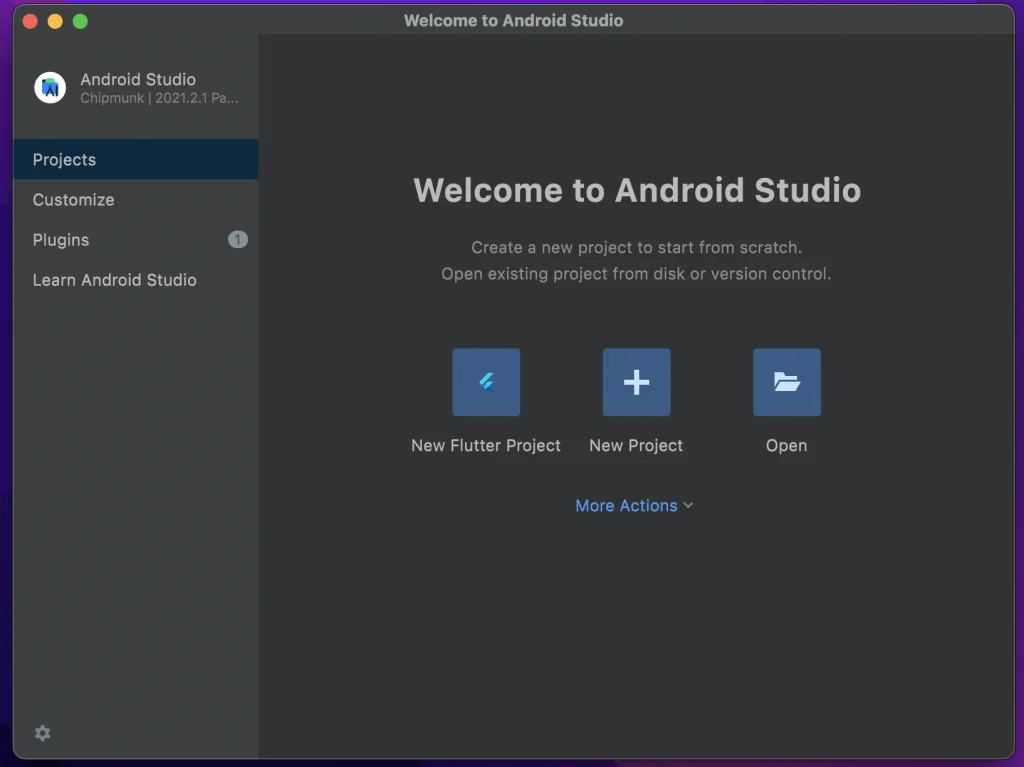 Welcome to Android Studio
Android Studio
Chipmunk | 2021.2.1 Pa...
Projects
Customize
Plugins
1
Learn Android Studio
Welcome to Android Studio
Create a new project to start from scratch.
Open existing project from disk or version control.
New Flutter Project
New Project
Open
More Actions